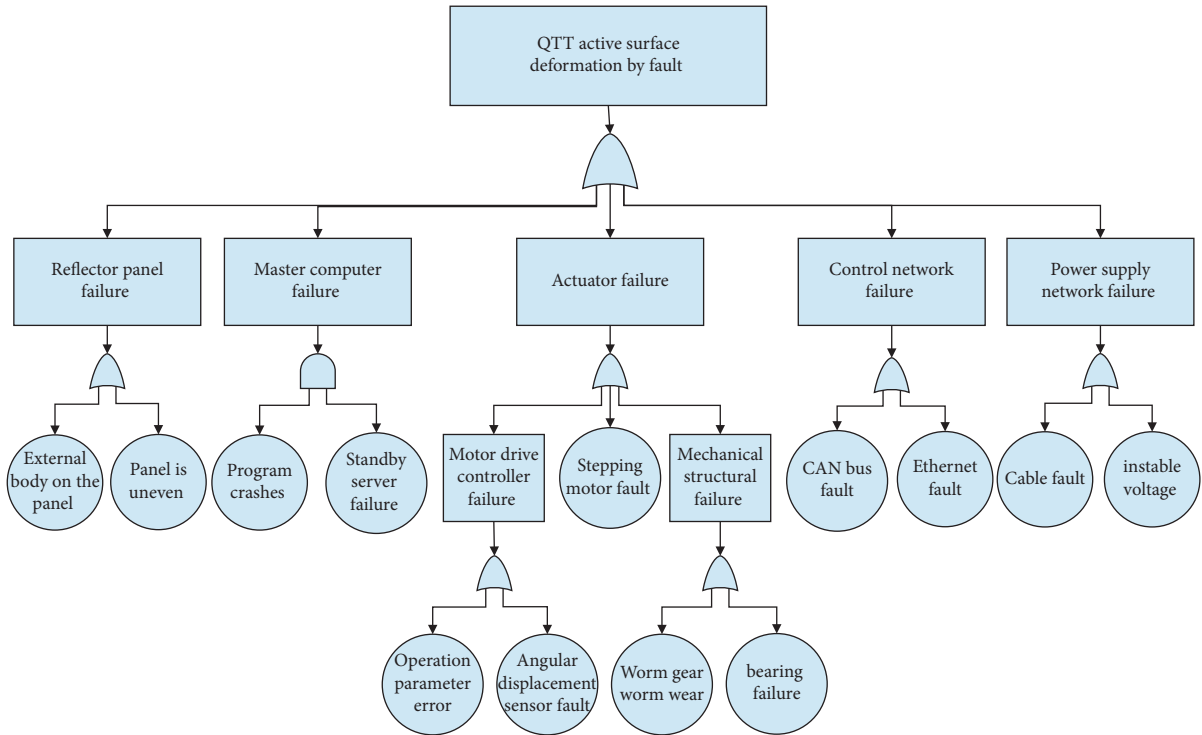 QTT active surface
deformation by fault
Reflector panel
failure
Master computer
failure
Actuator failure
Control network
failure
Power supply
network failure
External
body on the
panel
Panel is
uneven
Program
crashes
Standby
server
failure
Motor drive
controller
failure
Stepping
motor fault
Mechanical
structural
failure
CAN bus
fault
Ethernet
fault
Cable fault
instable
voltage
Operation
parameter
error
Angular
displacement
sensor fault
Worm gear
worm wear
bearing
failure